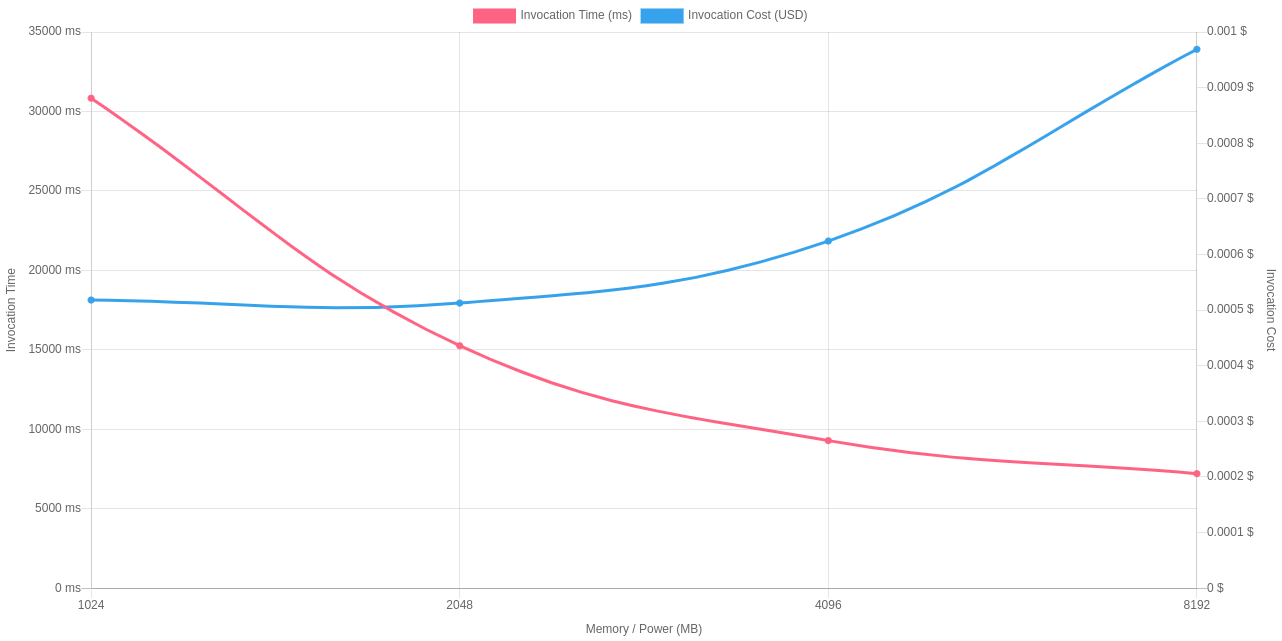 Invocation Time (ms) Invocation Cost (USD)
35000 ms 0.001 $
30000 ms 0.0009 $
25000 ms 0.0008 $
20000 ms 0.0007 $
15000 ms 0.0006 $
10000 ms 0.0005 $
5000 ms 0.0004 $
0 ms 0.0003 $
0.0002 $
0.0001 $
0 $
Invocation Time
Invocation Cost
1024 2048 4096 8192
Memory / Power (MB)